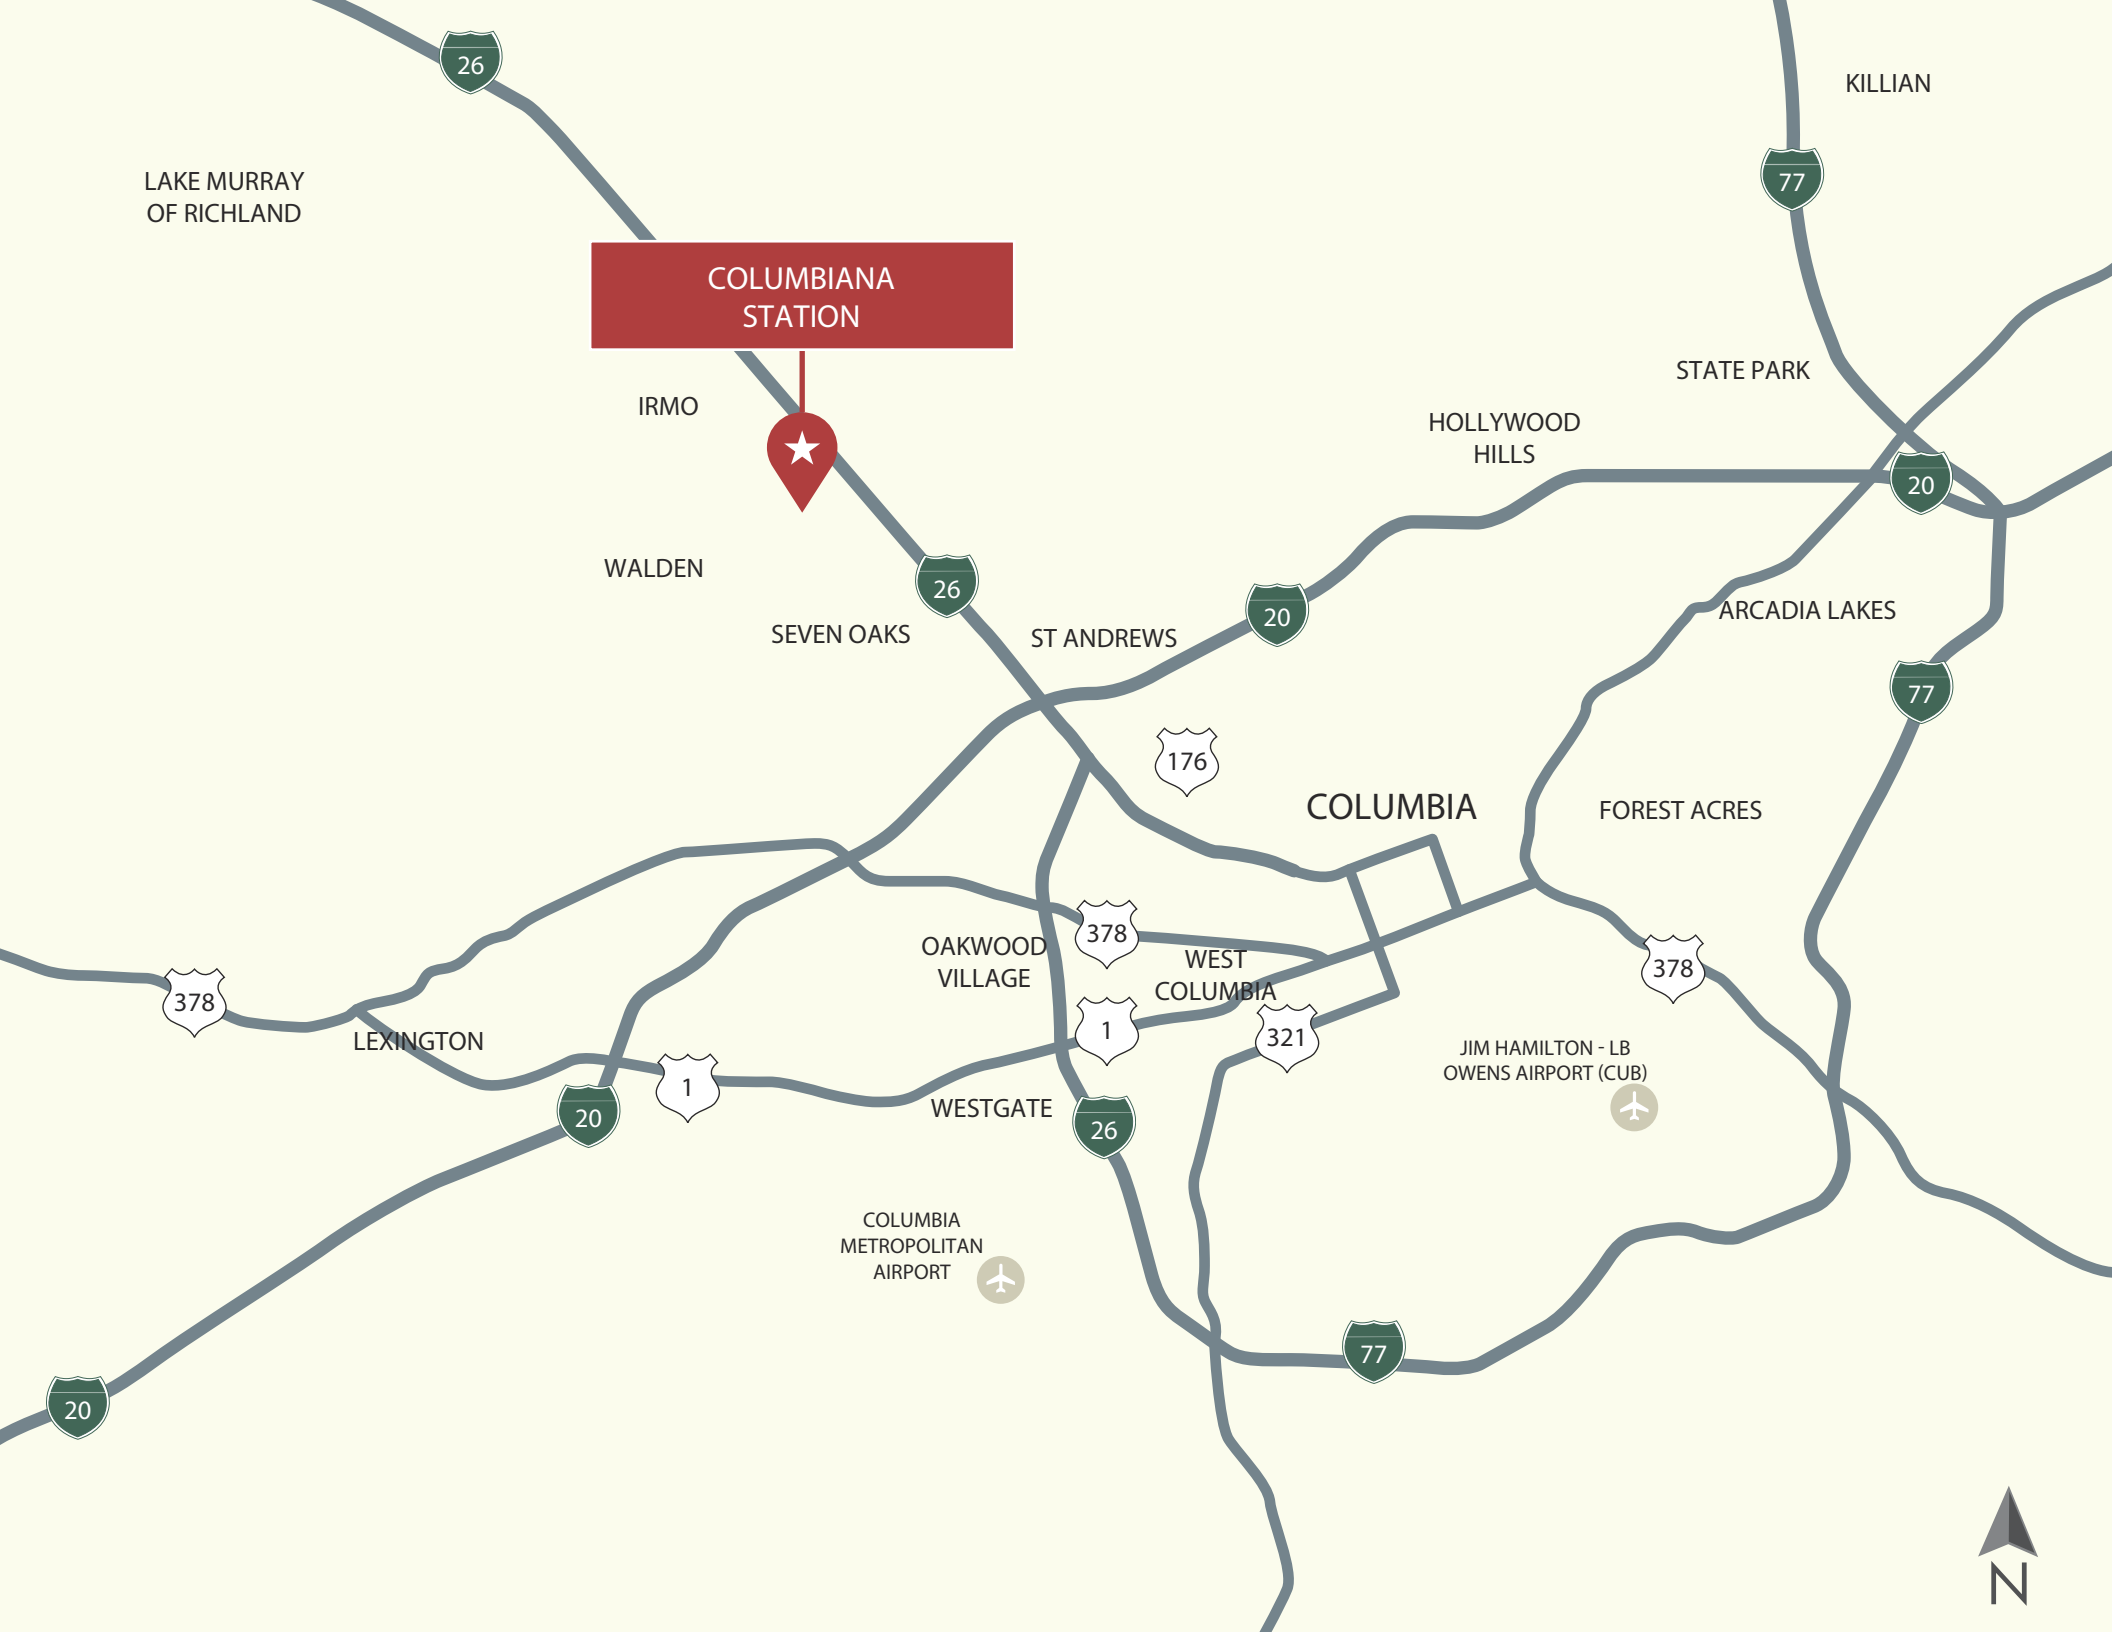 26
KILLIAN
77
LAKE MURRAY
OF RICHLAND
COLUMBIANA
STATION
STATE PARK
IRMO
HOLLYWOOD
HILLS
20
WALDEN
26
20
ARCADIA LAKES
SEVEN OAKS
ST ANDREWS
77
176
COLUMBIA
FOREST ACRES
378
OAKWOOD
VILLAGE
WEST
COLUMBIA
378
378
LEXINGTON
1
321
JIM HAMILTON - LB
OWENS AIRPORT (CUB)
1
20
WESTGATE
26
COLUMBIA
METROPOLITAN
AIRPORT
77
20
N